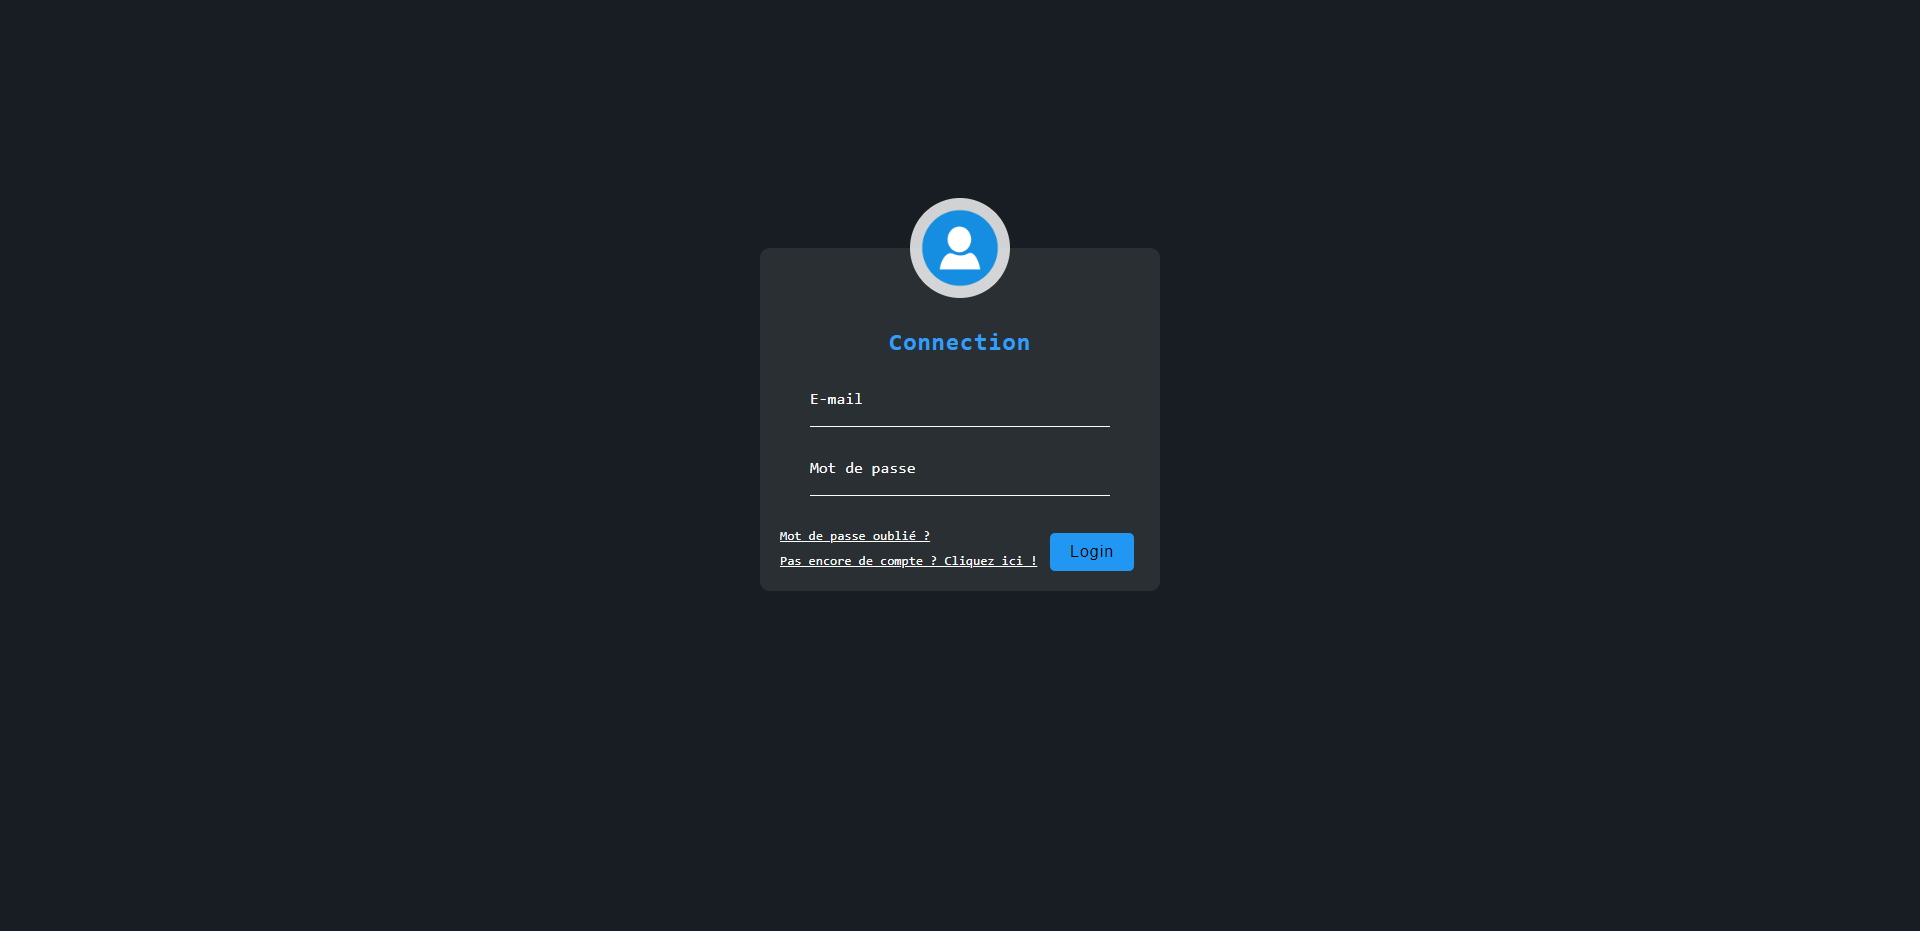 Connection
E-mail
Mot de passe
Mot de passe oublié ?
Pas encore de compte ? Cliquez ici !
Login